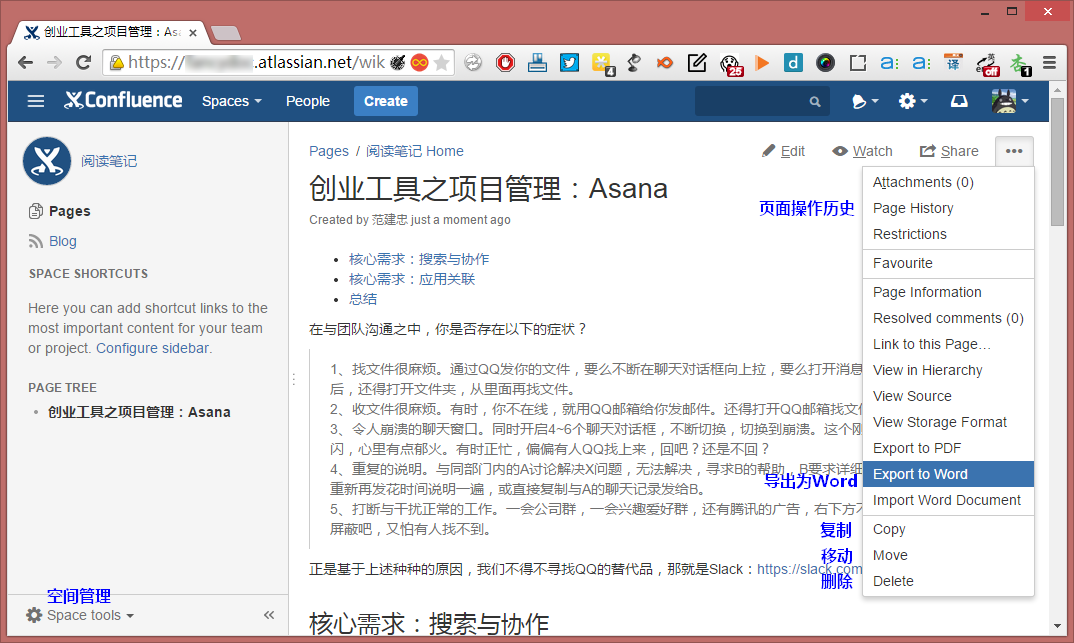 创业工具之项目管理：Asa
https:// .atlassian.net/wik
4
25
d
a:
a:
译
off
1
Confluence
Spaces
People
Create
阅读笔记
Pages
Blog
SPACE SHORTCUTS
Here you can add shortcut links to the
most important content for your team
or project. Configure sidebar.
PAGE TREE
创业工具之项目管理：Asana
空间管理
Space tools
Pages / 阅读笔记 Home
Edit
Watch
Share
创业工具之项目管理：Asana
Created by 范建忠 just a moment ago
核心需求：搜索与协作
核心需求：应用关联
总结
在与团队沟通之中，你是否存在以下的症状？
1、找文件很麻烦。通过QQ发你的文件，要么不断在聊天对话框向上拉，要么打开消息
后，还得打开文件夹，从里面再找文件。
2、收文件很麻烦。有时，你不在线，就用QQ邮箱给你发邮件。还得打开QQ邮箱找文件
3、令人崩溃的聊天窗口。同时开启4~6个聊天对话框，不断切换，切换到崩溃。这个刚
闪，心里有点郁火。有时正忙，偏偏有人QQ找上来，回吧？还是不回？
4、重复的说明。与同部门内的A讨论解决X问题，无法解决，寻求B的帮助，B要求详细
重新再发花时间说明一遍，或直接复制与A的聊天记录发给B。
5、打断与干扰正常的工作。一会公司群，一会兴趣爱好群，还有腾讯的广告，右下方不
屏蔽吧，又怕有人找不到。
正是基于上述种种的原因，我们不得不寻找QQ的替代品，那就是Slack：https://slack.com
核心需求：搜索与协作
Attachments (0)
页面操作历史
Page History
Restrictions
Favourite
Page Information
Resolved comments (0)
Link to this Page…
View in Hierarchy
View Source
View Storage Format
Export to PDF
导出为Word
Export to Word
Import Word Document
复制
Copy
移动
Move
删除
Delete